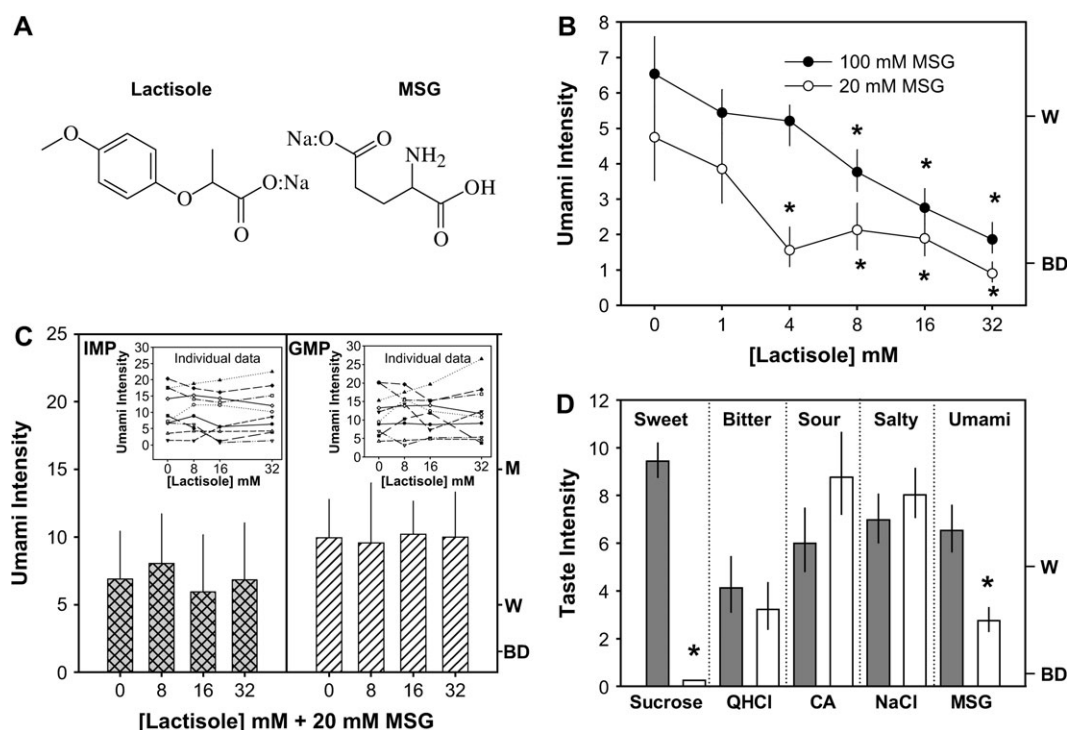 A
Lactisole
MSG
O
O
O
O:Na
Na:O
O
NH2
OH
O
B
8
7
6
5
4
3
2
1
0
Umami Intensity
100 mM MSG
20 mM MSG
*
*
*
*
*
*
*
W
BD
0 1 4 8 16 32
[Lactisole] mM
C
25
20
15
10
5
0
Umami Intensity
IMP
Individual data
30
25
20
15
10
5
0
Umami Intensity
0 8 16 32
[Lactisole] mM
GMP
Individual data
30
25
20
15
10
5
0
Umami Intensity
0 8 16 32
[Lactisole] mM
M
W
BD
0 8 16 32 0 8 16 32
[Lactisole] mM + 20 mM MSG
D
12
10
8
6
4
2
0
Taste Intensity
Sweet Bitter Sour Salty Umami
*
*
W
BD
Sucrose QHCl CA NaCl MSG